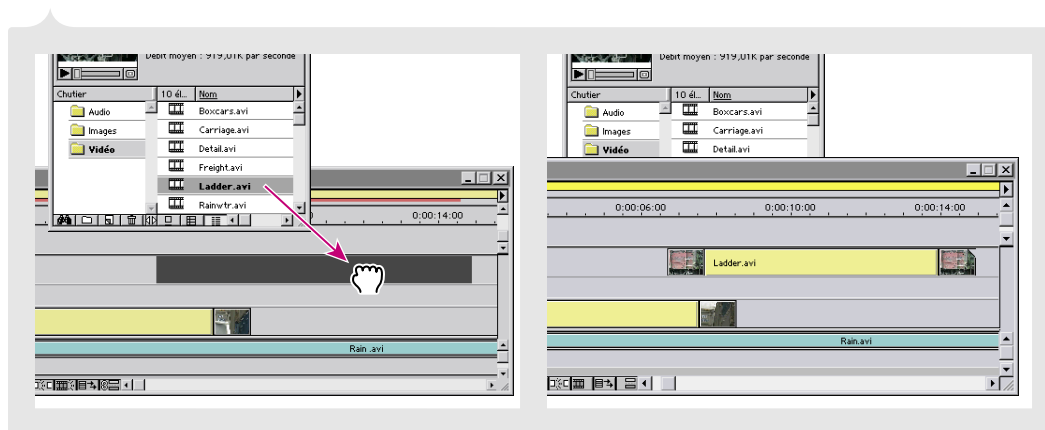 Débit moyen : 919,01K par seconde
Chutier
10 él... Nom
Audio
Images
Vidéo
Boxcars.avi
Carriage.avi
Detail.avi
Freight.avi
Ladder.avi
Rainwtr.avi
0:00:14:00
Rain .avi
Débit moyen : 919,01K par seconde
Chutier
10 él... Nom
Audio
Images
Vidéo
Boxcars.avi
Carriage.avi
Detail.avi
0:00:06:00 0:00:10:00 0:00:14:00
Ladder.avi
Rain.avi